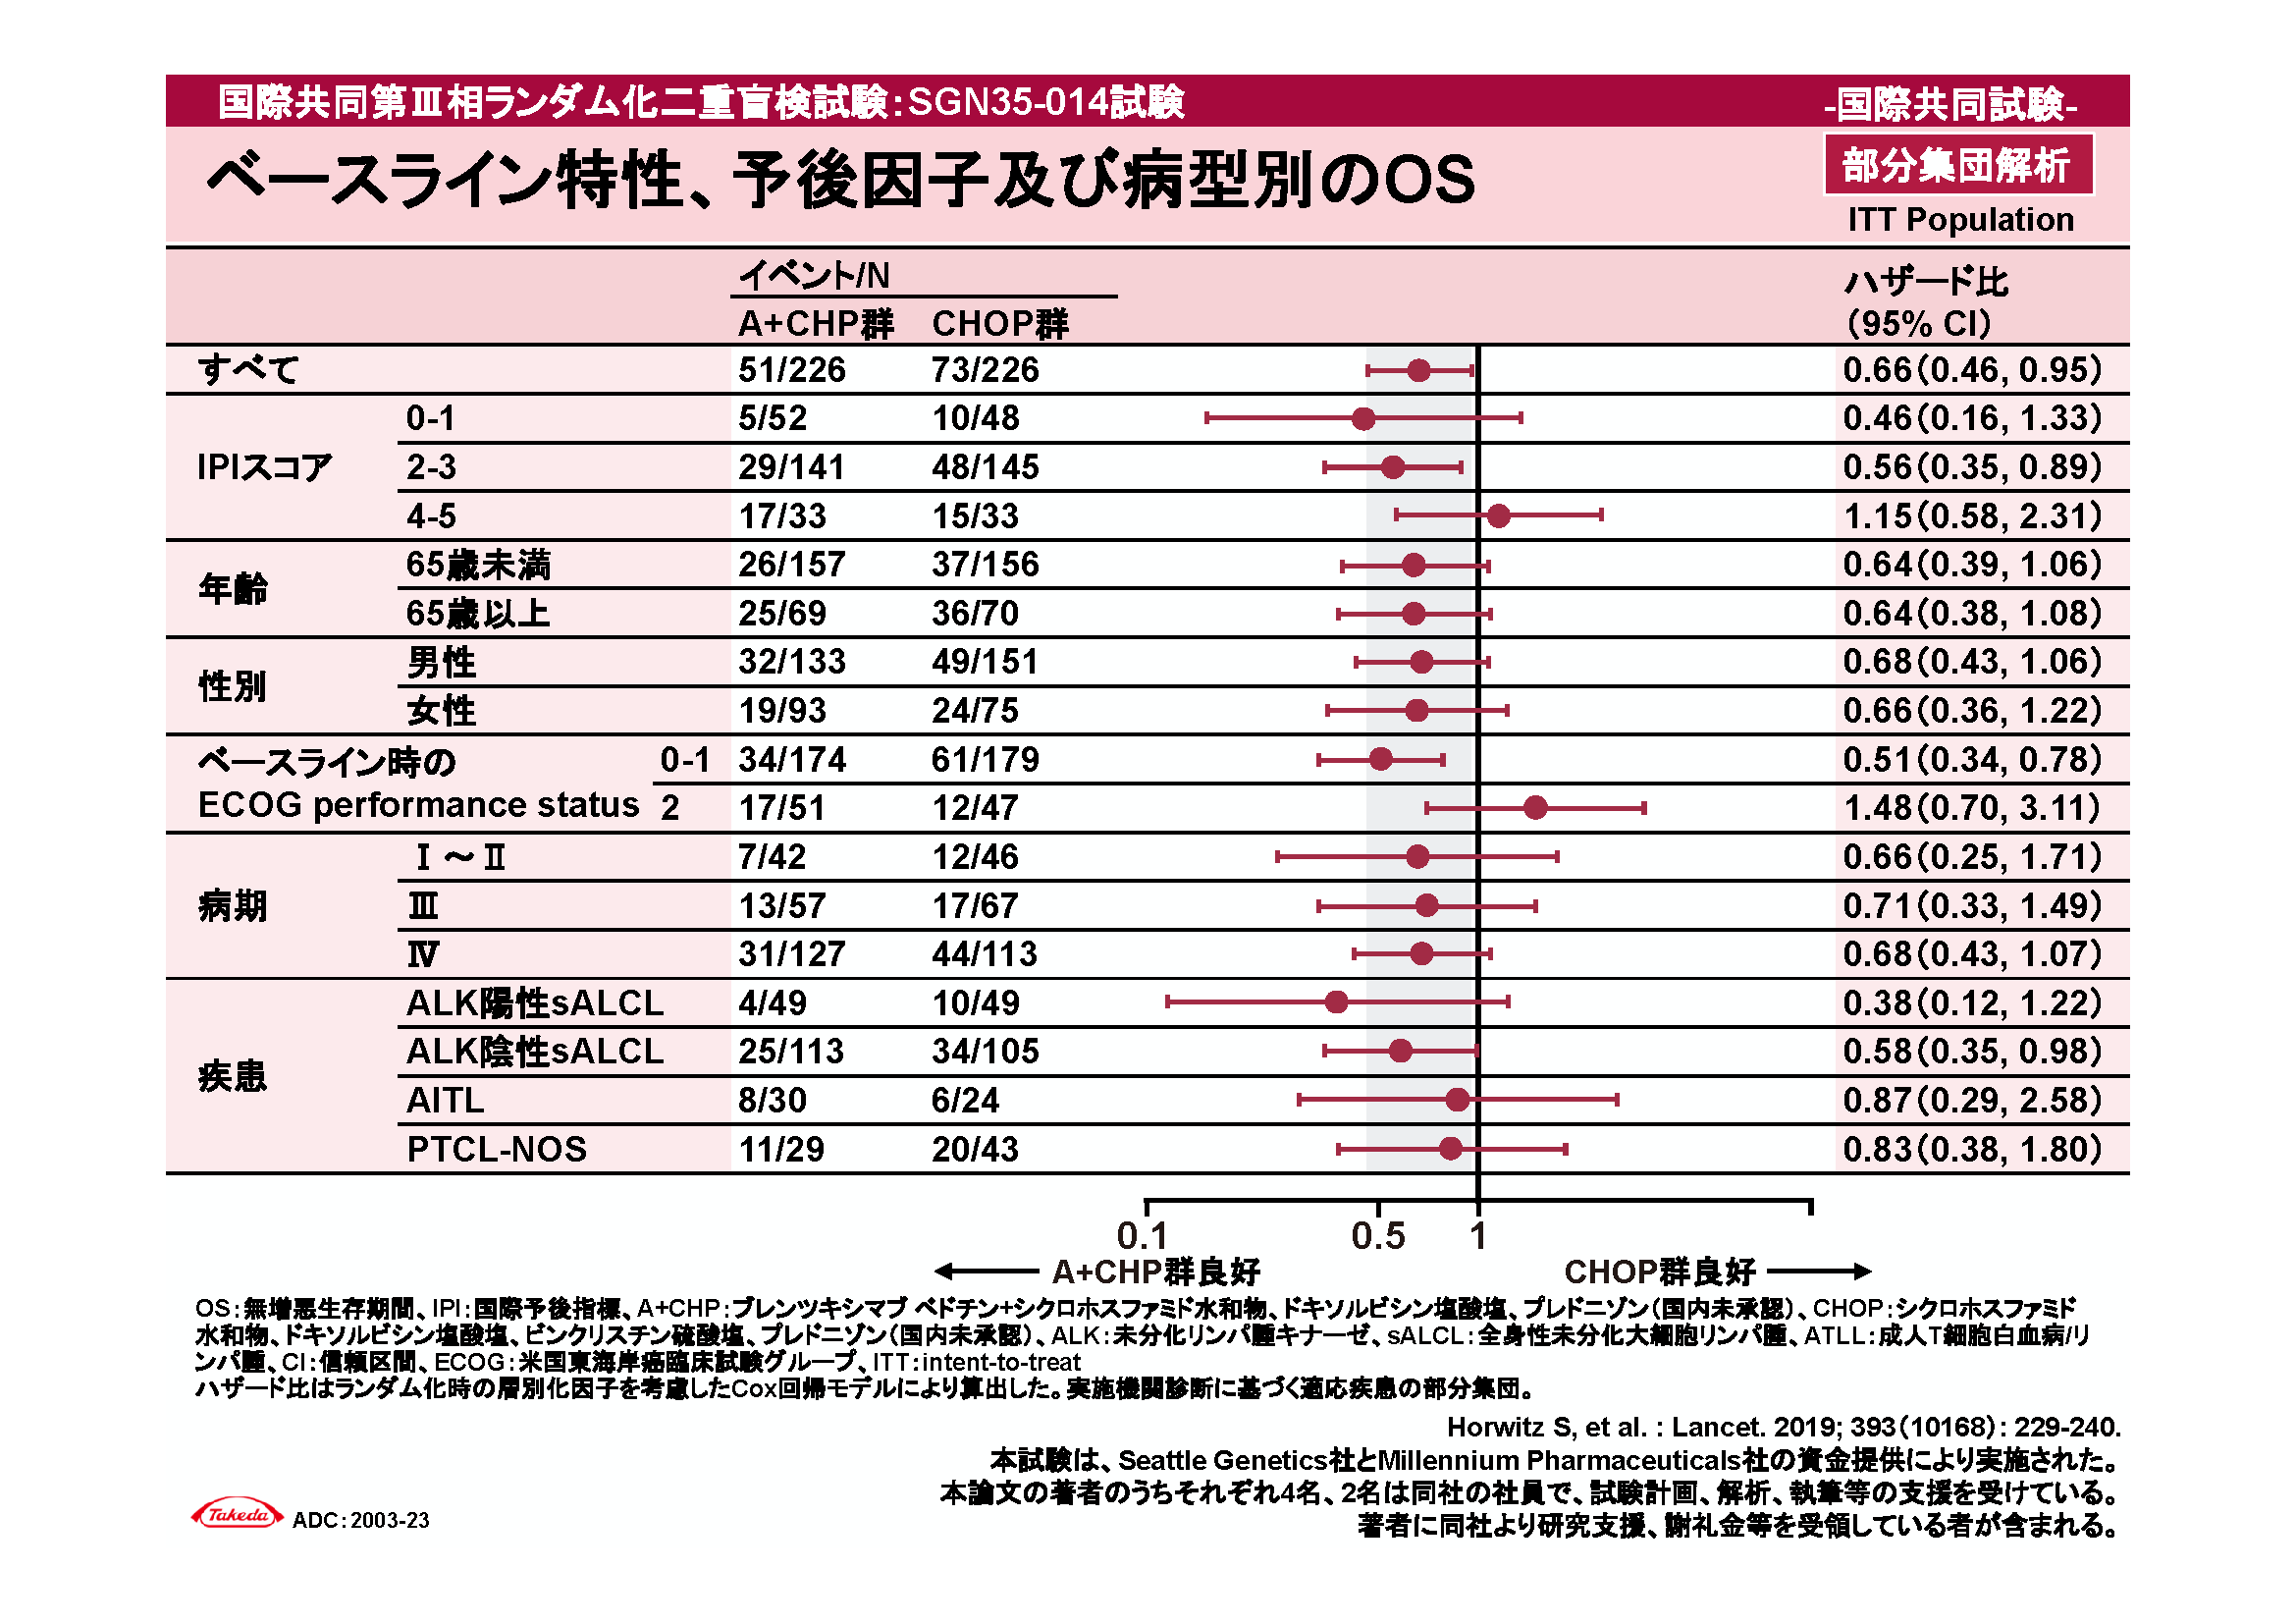 国際共同第Ⅲ相ランダム化二重盲検試験：SGN35-014試験
-国際共同試験-
ベースライン特性、予後因子及び病型別のOS
部分集団解析
ITT Population
イベント/N
ハザード比
A+CHP群 CHOP群
（95% CI）
すべて 51/226 73/226 0.66（0.46, 0.95）
IPIスコア
0-1 5/52 10/48 0.46（0.16, 1.33）
2-3 29/141 48/145 0.56（0.35, 0.89）
4-5 17/33 15/33 1.15（0.58, 2.31）
年齢
65歳未満 26/157 37/156 0.64（0.39, 1.06）
65歳以上 25/69 36/70 0.64（0.38, 1.08）
性別
男性 32/133 49/151 0.68（0.43, 1.06）
女性 19/93 24/75 0.66（0.36, 1.22）
ベースライン時の
ECOG performance status
0-1 34/174 61/179 0.51（0.34, 0.78）
2 17/51 12/47 1.48（0.70, 3.11）
病期
Ⅰ～Ⅱ 7/42 12/46 0.66（0.25, 1.71）
Ⅲ 13/57 17/67 0.71（0.33, 1.49）
Ⅳ 31/127 44/113 0.68（0.43, 1.07）
疾患
ALK陽性sALCL 4/49 10/49 0.38（0.12, 1.22）
ALK陰性sALCL 25/113 34/105 0.58（0.35, 0.98）
AITL 8/30 6/24 0.87（0.29, 2.58）
PTCL-NOS 11/29 20/43 0.83（0.38, 1.80）
0.1 0.5 1
A+CHP群良好 CHOP群良好
OS：無増悪生存期間、IPI：国際予後指標、A+CHP：ブレンツキシマブ ベドチン+シクロホスファミド水和物、ドキソルビシン塩酸塩、プレドニゾン（国内未承認）、CHOP：シクロホスファミド
水和物、ドキソルビシン塩酸塩、ビンクリスチン硫酸塩、プレドニゾン（国内未承認）、ALK：未分化リンパ腫キナーゼ、sALCL：全身性未分化大細胞リンパ腫、ATLL：成人T細胞白血病/リ
ンパ腫、CI：信頼区間、ECOG：米国東海岸癌臨床試験グループ、ITT：intent-to-treat
ハザード比はランダム化時の層別化因子を考慮したCox回帰モデルにより算出した。実施機関診断に基づく適応疾患の部分集団。
Horwitz S, et al. : Lancet. 2019; 393（10168）: 229-240.
本試験は、Seattle Genetics社とMillennium Pharmaceuticals社の資金提供により実施された。
本論文の著者のうちそれぞれ4名、2名は同社の社員で、試験計画、解析、執筆等の支援を受けている。
著者に同社より研究支援、謝礼金等を受領している者が含まれる。
Takeda ADC：2003-23